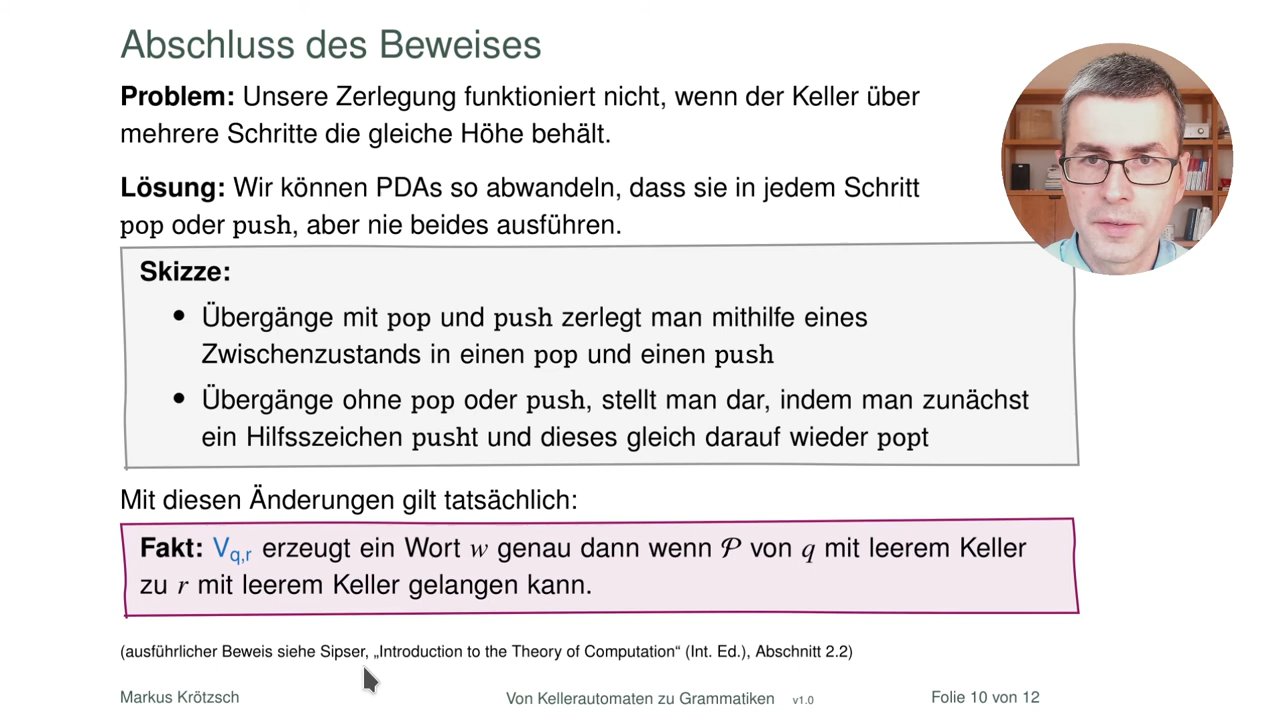 Abschluss des Beweises
Problem: Unsere Zerlegung funktioniert nicht, wenn der Keller über
mehrere Schritte die gleiche Höhe behält.
Lösung: Wir können PDAs so abwandeln, dass sie in jedem Schritt
pop oder push, aber nie beides ausführen.
Skizze:
• Übergänge mit pop und push zerlegt man mithilfe eines
Zwischenzustands in einen pop und einen push
• Übergänge ohne pop oder push, stellt man dar, indem man zunächst
ein Hilfsszeichen pusht und dieses gleich darauf wieder popt
Mit diesen Änderungen gilt tatsächlich:
Fakt: V_{q,r} erzeugt ein Wort w genau dann wenn 𝒫 von q mit leerem Keller
zu r mit leerem Keller gelangen kann.
(ausführlicher Beweis siehe Sipser, „Introduction to the Theory of Computation“ (Int. Ed.), Abschnitt 2.2)
Markus Krötzsch Von Kellerautomaten zu Grammatiken v1.0 Folie 10 von 12